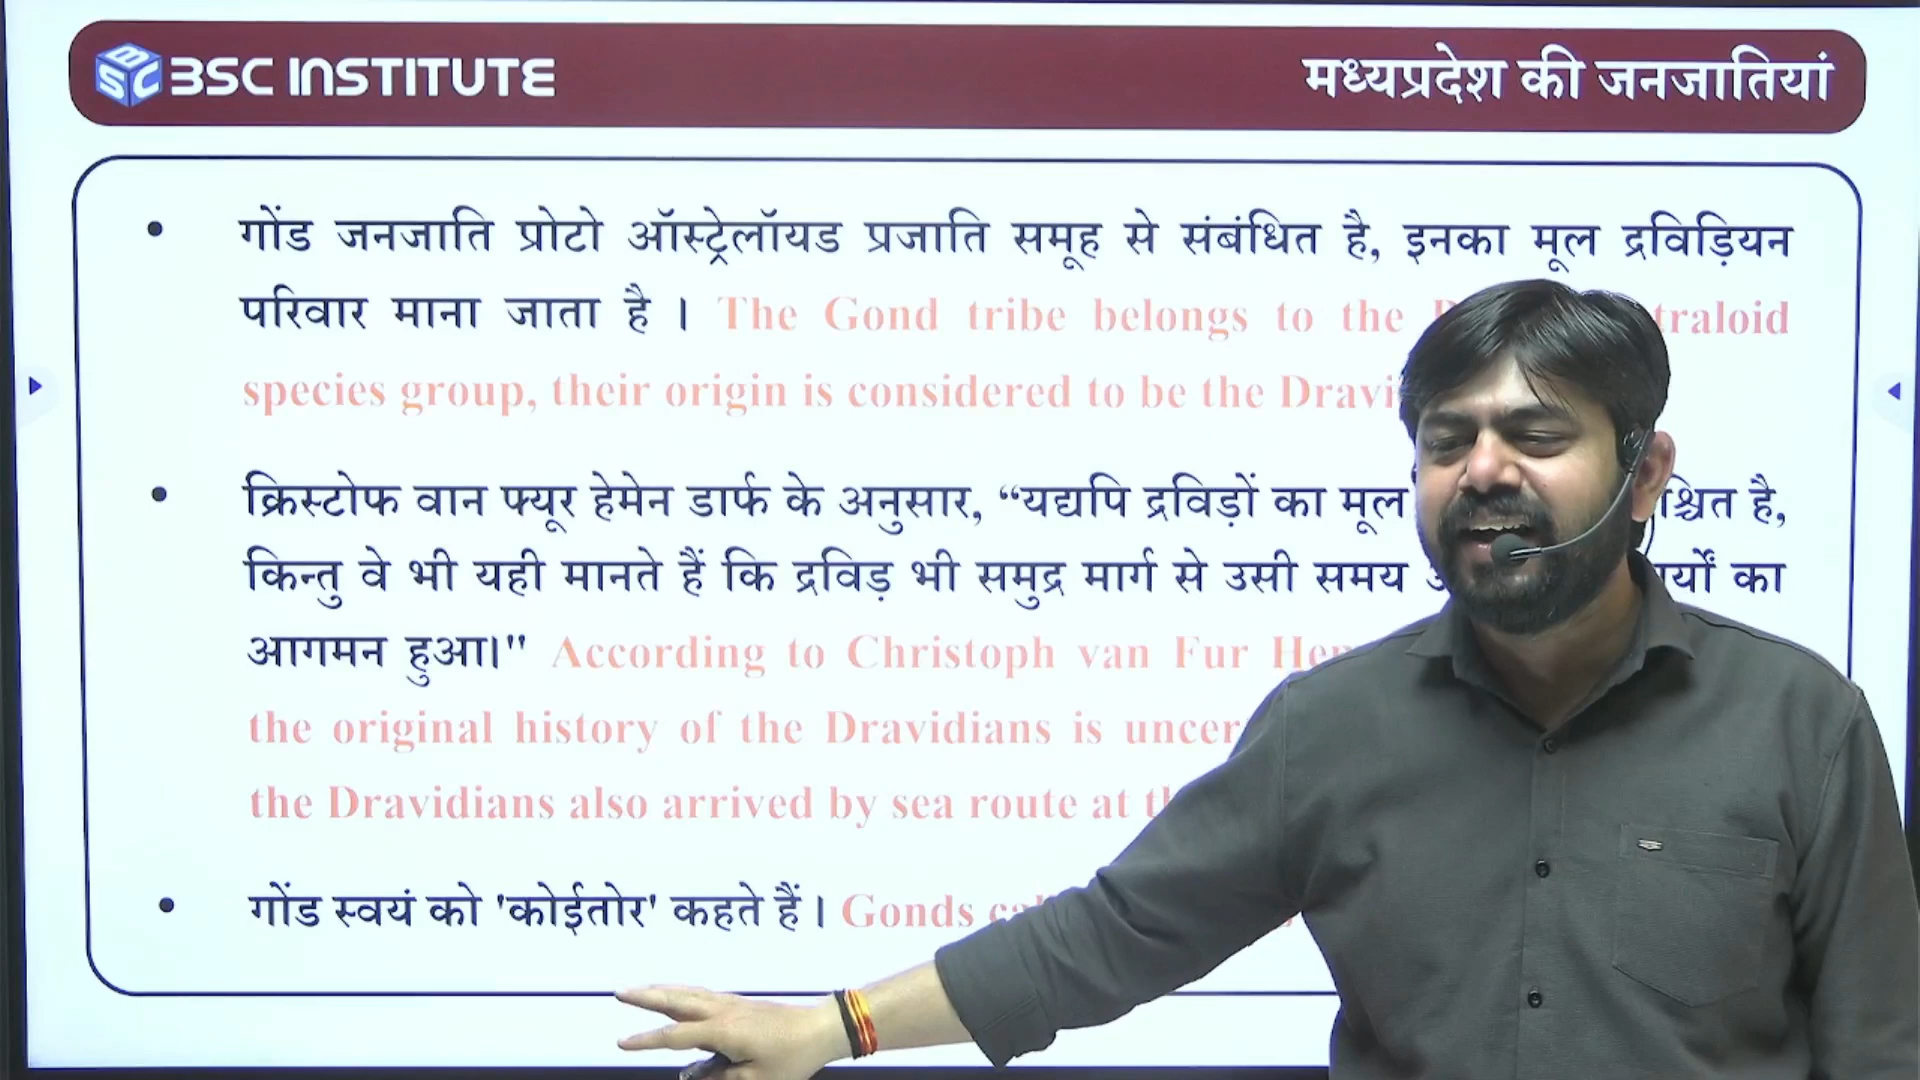 BSC INSTITUTE
मध्यप्रदेश की जनजातियां
• गोंड जनजाति प्रोटो ऑस्ट्रेलॉयड प्रजाति समूह से संबंधित है, इनका मूल द्रविड़ियन
परिवार माना जाता है । The Gond tribe belongs to the
species group, their origin is considered to be the
• क्रिस्टोफ वान फ्यूर हेमेन डार्फ के अनुसार, “यद्यपि द्रविड़ों का मूल है,
किन्तु वे भी यही मानते हैं कि द्रविड़ भी समुद्र मार्ग से उसी समय का
आगमन हुआ।" According to Christoph van Fur
the original history of the Dravidians is
the Dravidians also arrived by sea route at
• गोंड स्वयं को 'कोईतोर' कहते हैं । Gonds